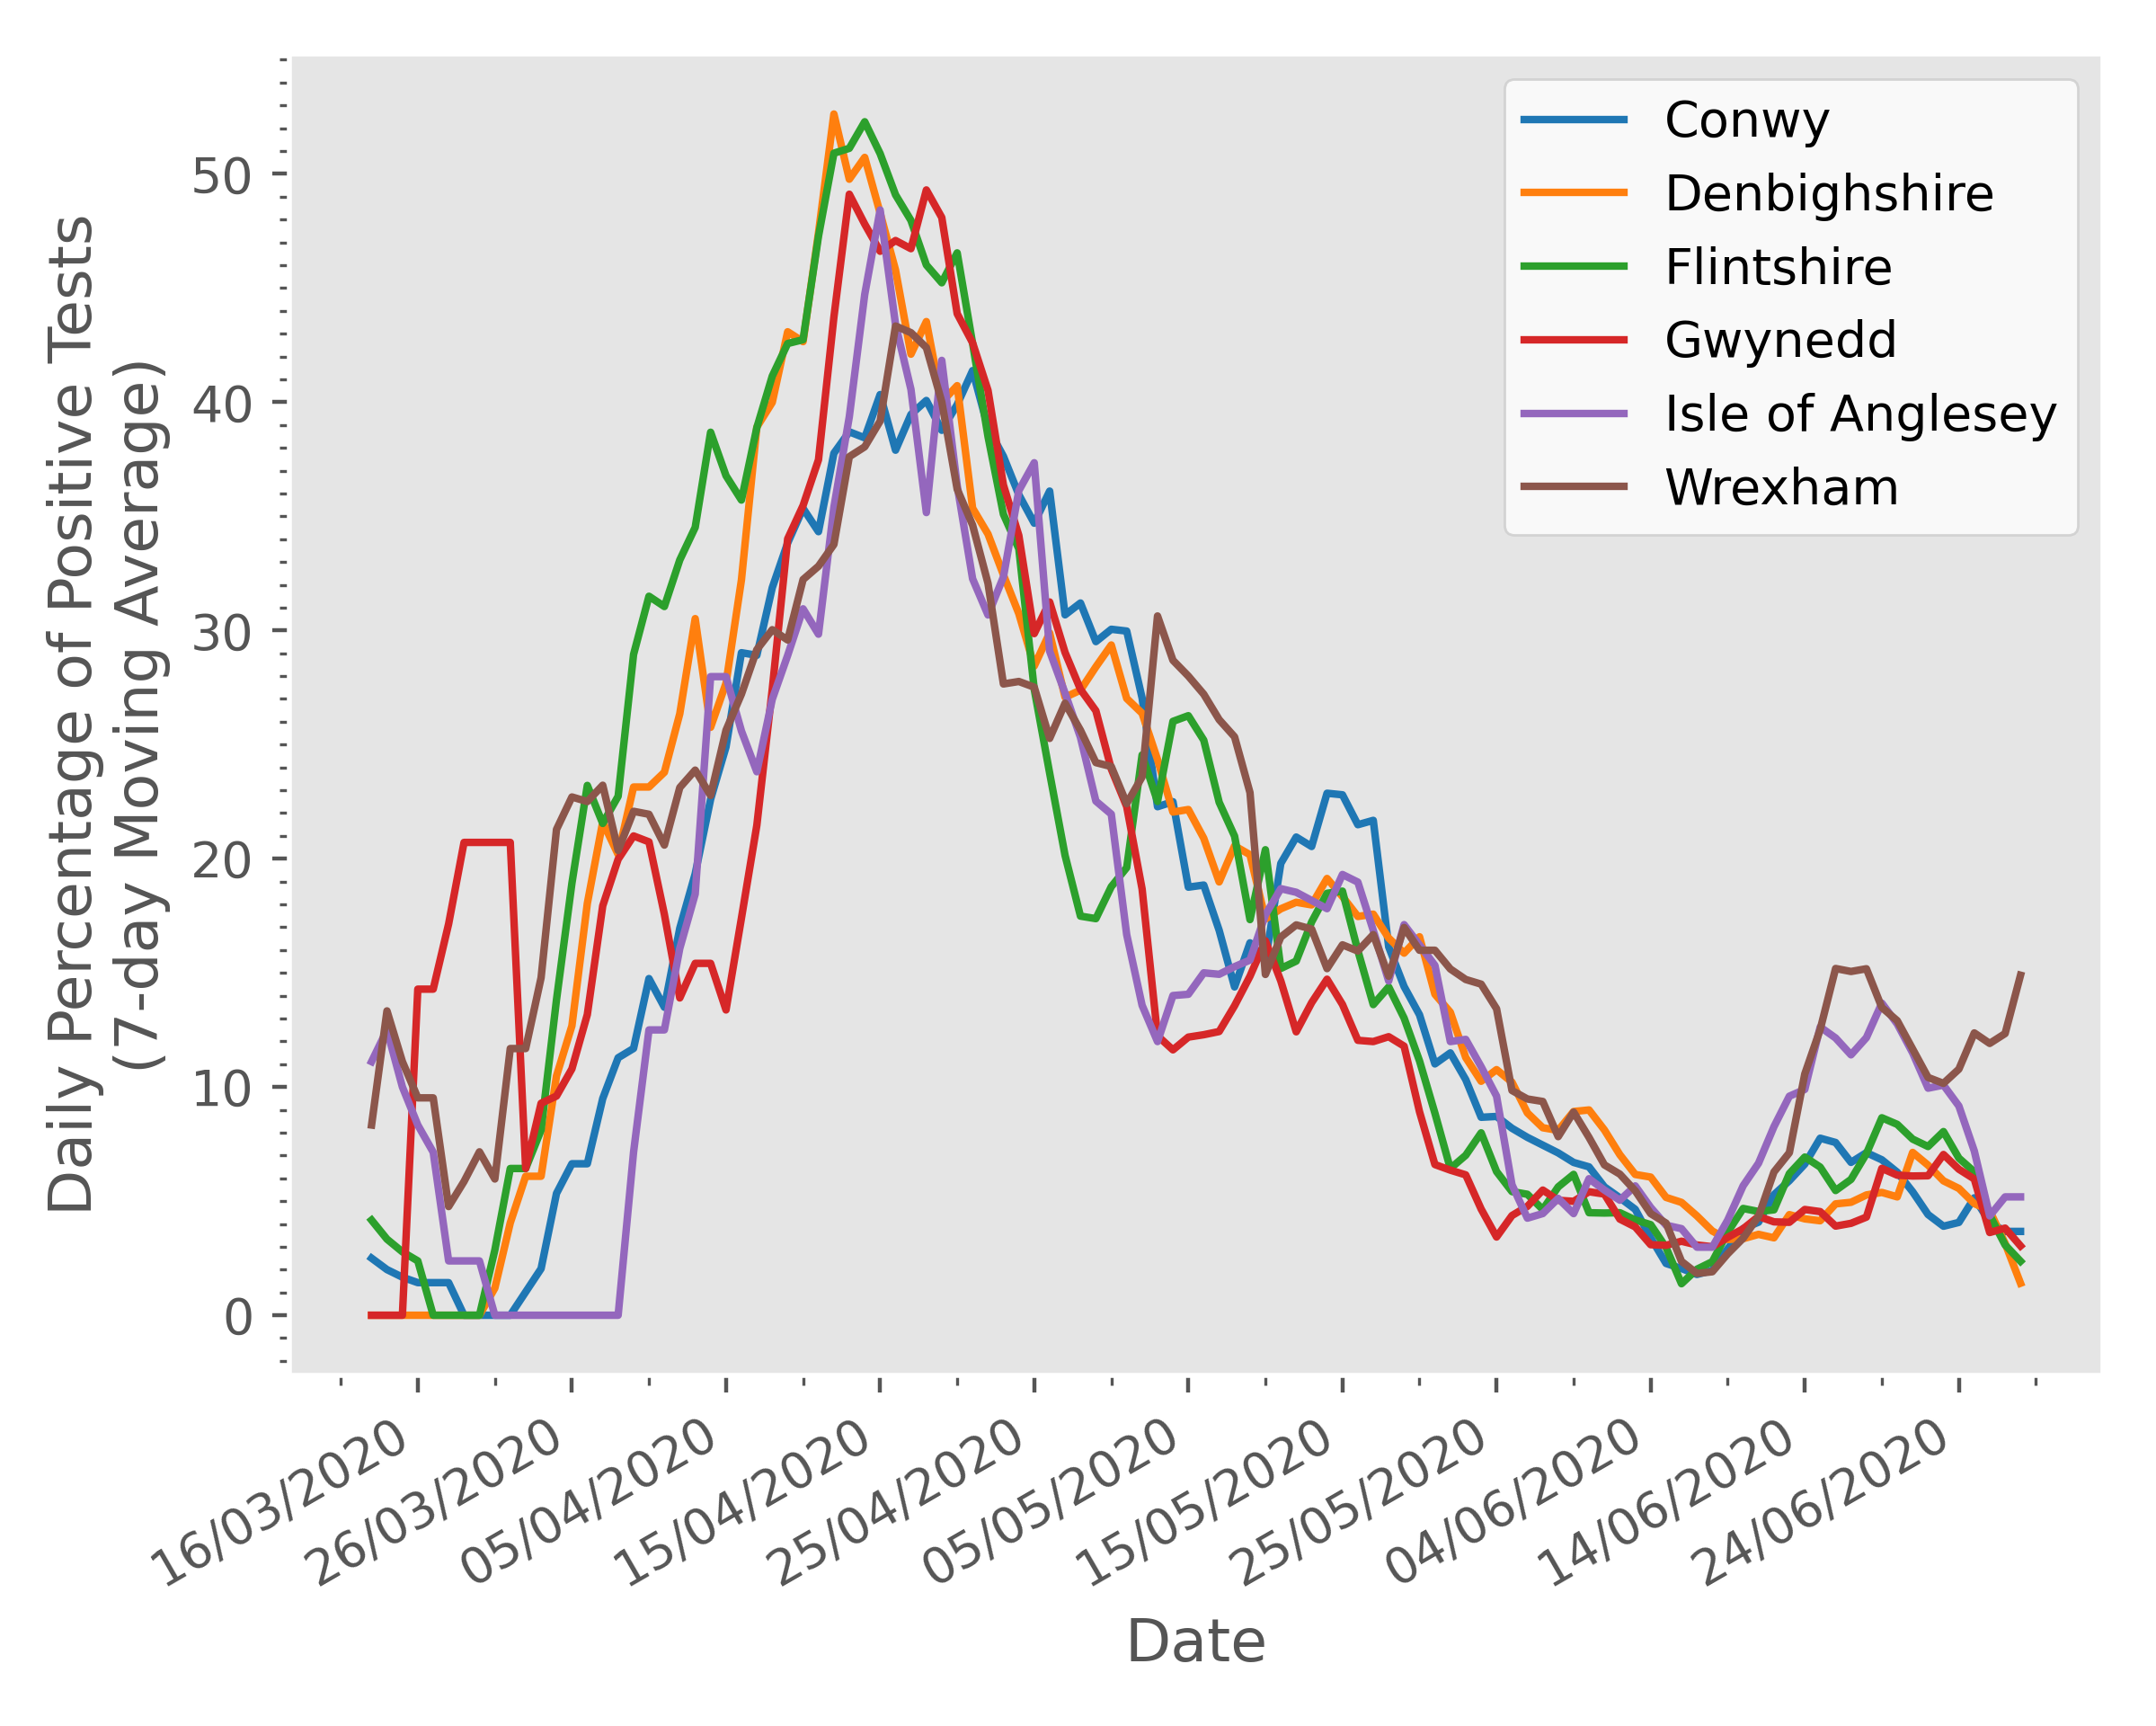 Daily Percentage of Positive Tests
(7-day Moving Average)
50
40
30
20
10
0
Conwy
Denbighshire
Flintshire
Gwynedd
Isle of Anglesey
Wrexham
16/03/2020
26/03/2020
05/04/2020
15/04/2020
25/04/2020
05/05/2020
15/05/2020
25/05/2020
04/06/2020
14/06/2020
24/06/2020
Date